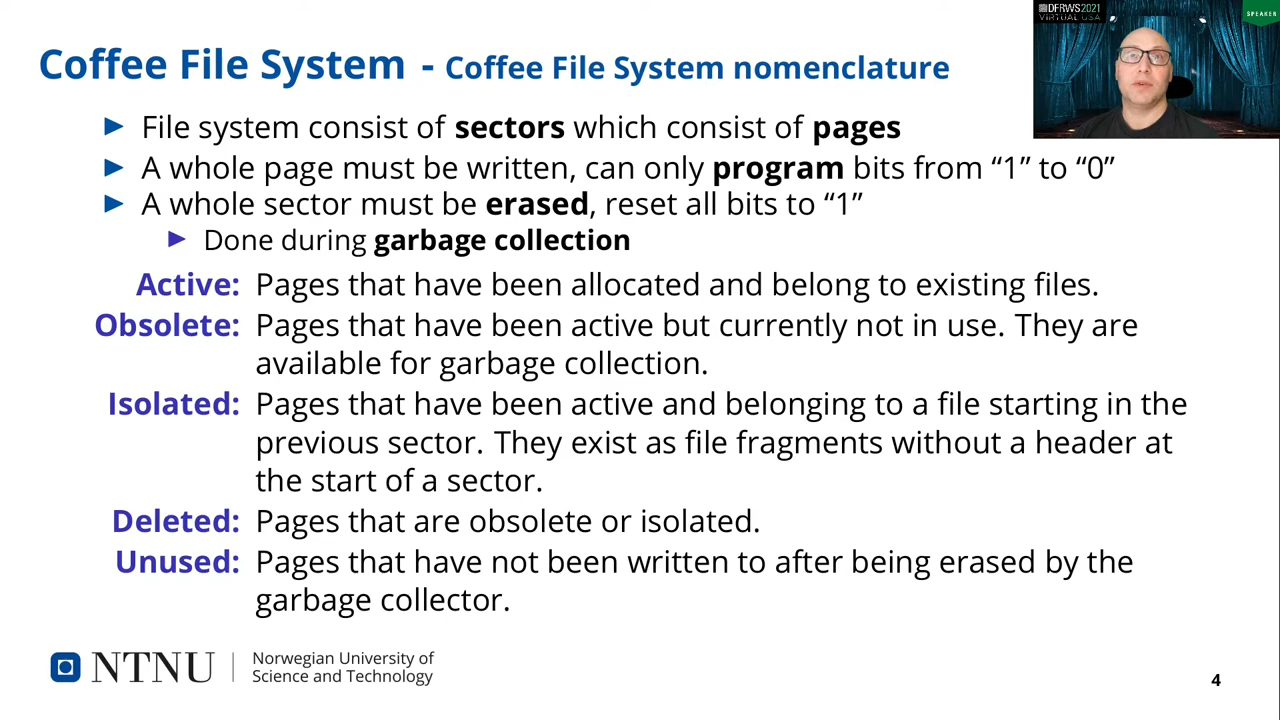 DFRWS2021
VIRTUAL USA
SPEAKER
Coffee File System - Coffee File System nomenclature
▶ File system consist of sectors which consist of pages
▶ A whole page must be written, can only program bits from “1” to “0”
▶ A whole sector must be erased, reset all bits to “1”
▶ Done during garbage collection
Active: Pages that have been allocated and belong to existing files.
Obsolete: Pages that have been active but currently not in use. They are
available for garbage collection.
Isolated: Pages that have been active and belonging to a file starting in the
previous sector. They exist as file fragments without a header at
the start of a sector.
Deleted: Pages that are obsolete or isolated.
Unused: Pages that have not been written to after being erased by the
garbage collector.
NTNU
Norwegian University of
Science and Technology
4